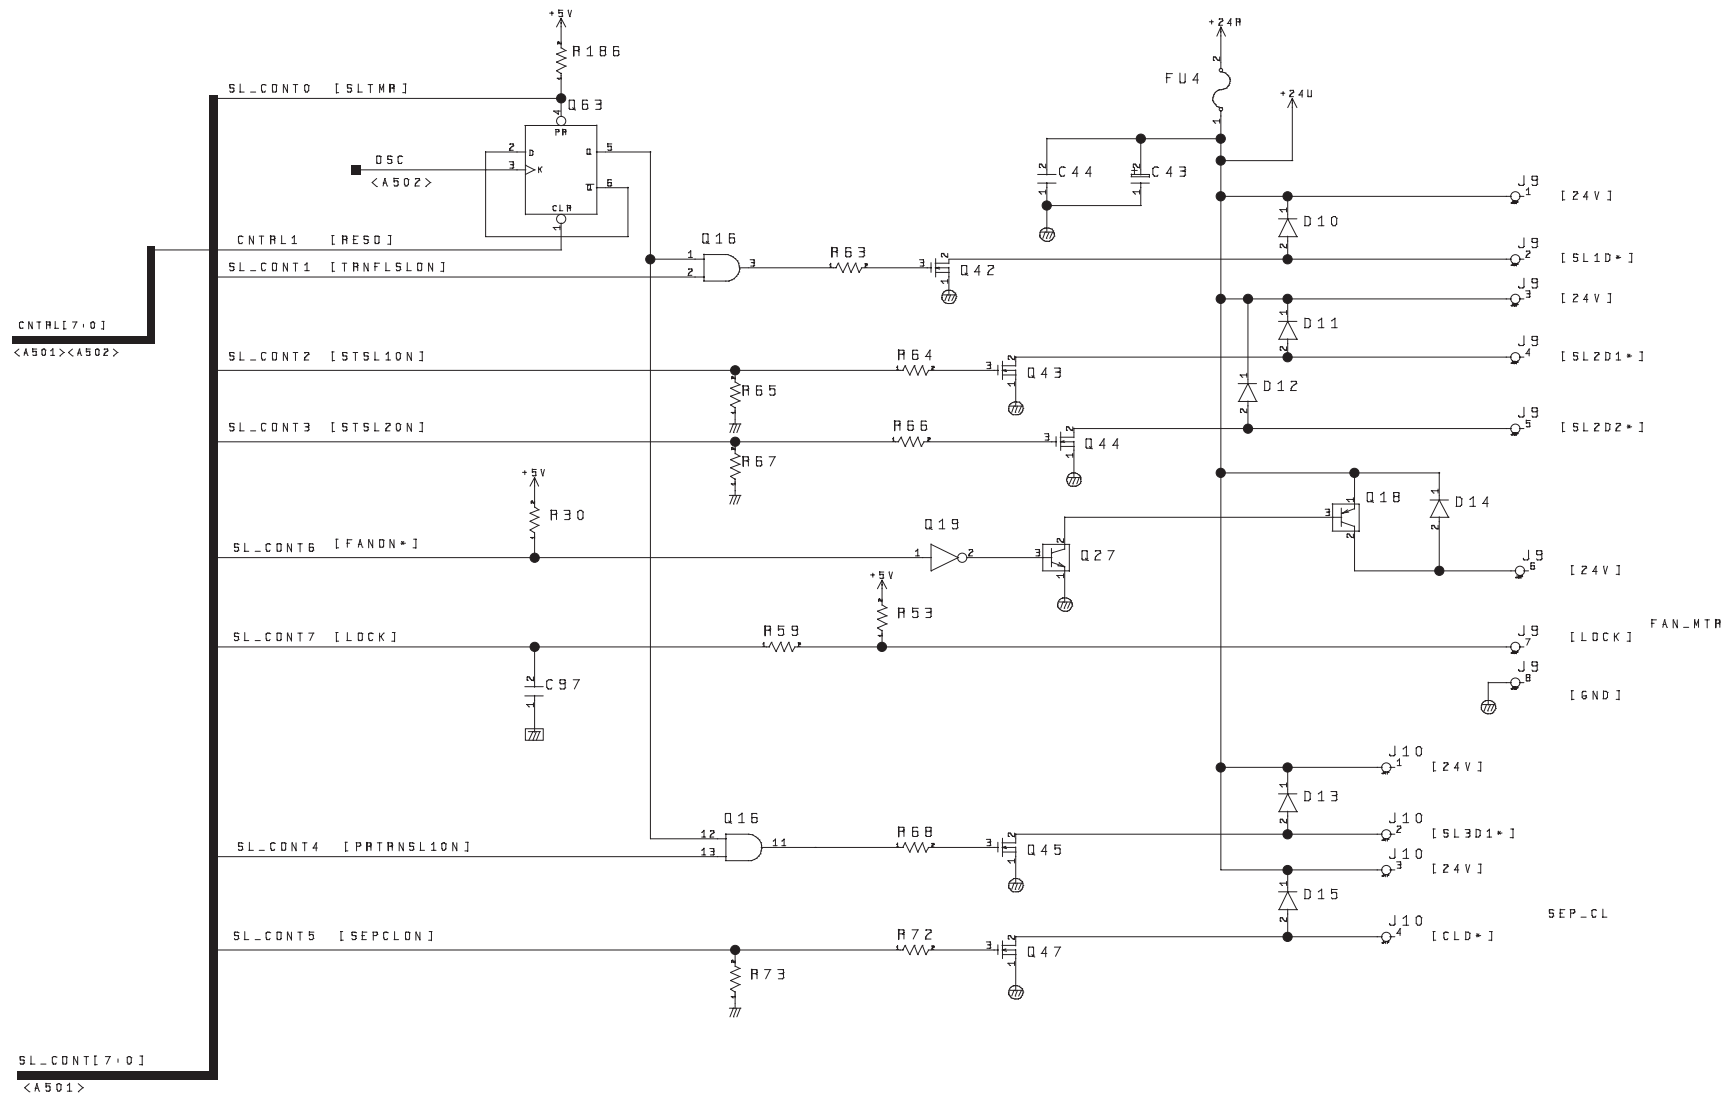 +5V
+24R
R186
FU4
SL_CONT0 [SLTMR]
Q63
+24U
4
PR
2 D Q 5
OSC
3 K
<A502>
Q 6
CLR
1
C44
C43
J9 1 [24V]
D10
CNTRL1 [RESO]
Q16
R63
J9 2 [SL1D*]
SL_CONT1 [TRNFLSLON]
1
2
3
Q42
J9 3 [24V]
CNTRL[7:0]
<A501><A502>
D11
SL_CONT2 [STSL1ON]
R64
J9 4 [SL2D1*]
Q43
R65
D12
SL_CONT3 [STSL2ON]
R66
J9 5 [SL2D2*]
Q44
R67
+5V
R30
Q18
D14
SL_CONT6 [FANON*]
Q19
1
2
Q27
J9 6 [24V]
+5V
R53
FAN_MTR
SL_CONT7 [LOCK]
R59
J9 7 [LOCK]
C97
J9 8 [GND]
J10 1 [24V]
D13
Q16
R68
J10 2 [SL3D1*]
SL_CONT4 [PRTRNSL1ON]
12
13
11
Q45
J10 3 [24V]
D15
SEP_CL
SL_CONT5 [SEPCLON]
R72
J10 4 [CLD*]
Q47
R73
SL_CONT[7:0]
<A501>